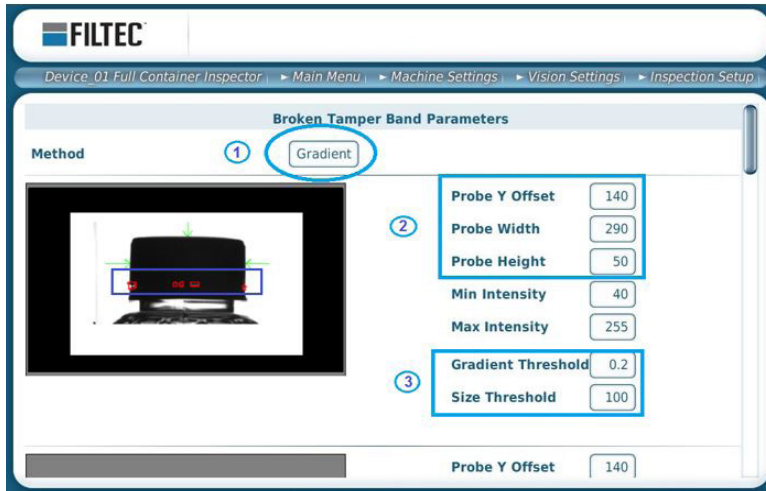 FILTEC
Device_01 Full Container Inspector ► Main Menu ► Machine Settings ► Vision Settings ► Inspection Setup
Broken Tamper Band Parameters
Method 1 Gradient
Probe Y Offset 140
2 Probe Width 290
Probe Height 50
Min Intensity 40
Max Intensity 255
Gradient Threshold 0.2
3 Size Threshold 100
Probe Y Offset 140